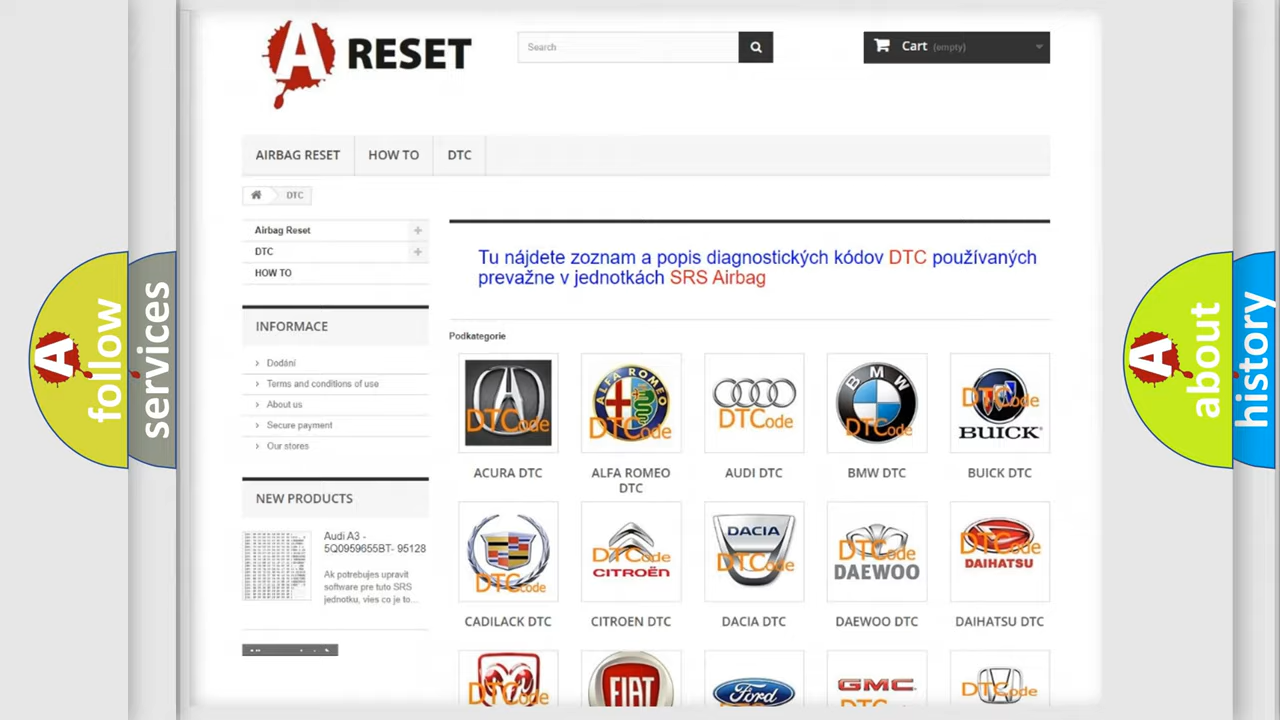 A RESET
Search
Cart (empty)
AIRBAG RESET
HOW TO
DTC
DTC
Airbag Reset
DTC
HOW TO
Tu nájdete zoznam a popis diagnostických kódov DTC používaných
prevažne v jednotkách SRS Airbag
INFORMACE
Dodání
Terms and conditions of use
About us
Secure payment
Our stores
NEW PRODUCTS
Audi A3 -
5Q0959655BT- 95128
Ak potrebujes upravit
software pre tuto SRS
jednotku, vies co je to...
Podkategorie
DTCode
ALFA ROMEO
DTCode
DTCode
BMW
DTCode
DTCode
BUICK
ACURA DTC
ALFA ROMEO
DTC
AUDI DTC
BMW DTC
BUICK DTC
DTCode
DTCode
CITROËN
DACIA
DTCode
DTCode
DAEWOO
DTCode
DAIHATSU
CADILACK DTC
CITROEN DTC
DACIA DTC
DAEWOO DTC
DAIHATSU DTC
DTCode
FIAT
Ford
GMC
DTCode
A follow
services
A about
history